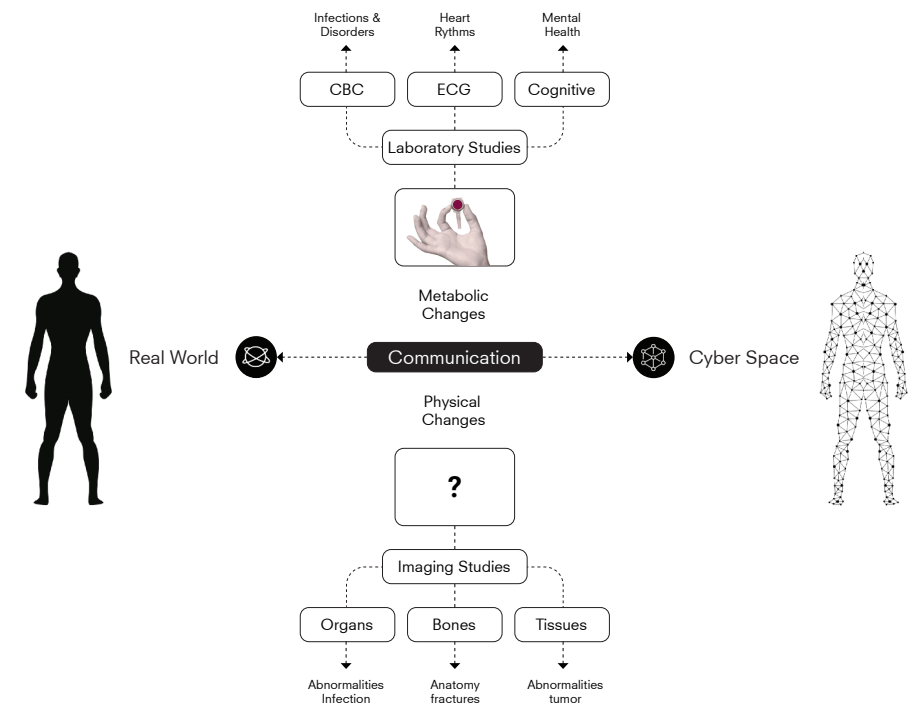 Infections &
Disorders
Heart
Rythms
Mental
Health
CBC
ECG
Cognitive
Laboratory Studies
Metabolic
Changes
Real World
Communication
Cyber Space
Physical
Changes
?
Imaging Studies
Organs
Bones
Tissues
Abnormalities
Infection
Anatomy
fractures
Abnormalities
tumor